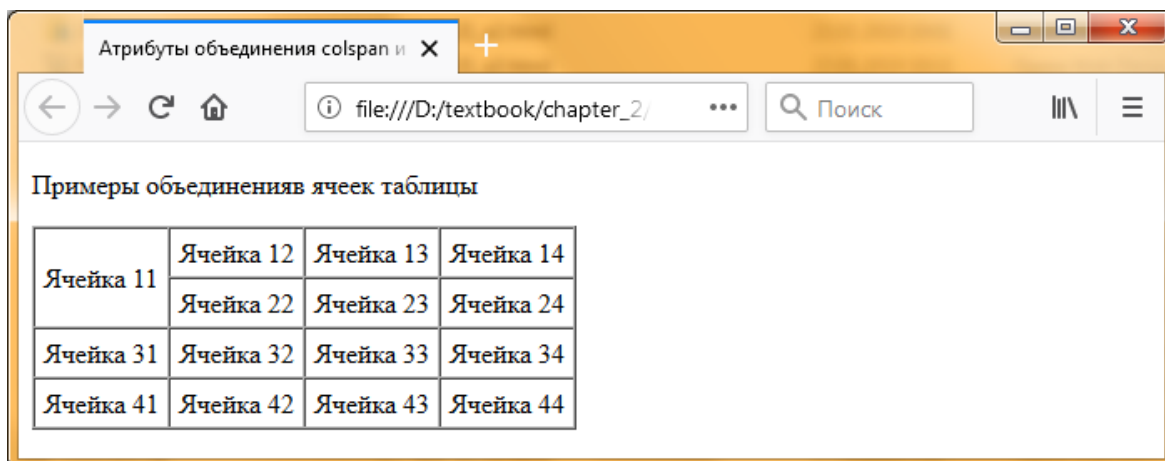 Атрибуты объединения colspan и
file:///D:/textbook/chapter_2/
Поиск
Примеры объединенияв ячеек таблицы
Ячейка 11 Ячейка 12 Ячейка 13 Ячейка 14
Ячейка 22 Ячейка 23 Ячейка 24
Ячейка 31 Ячейка 32 Ячейка 33 Ячейка 34
Ячейка 41 Ячейка 42 Ячейка 43 Ячейка 44